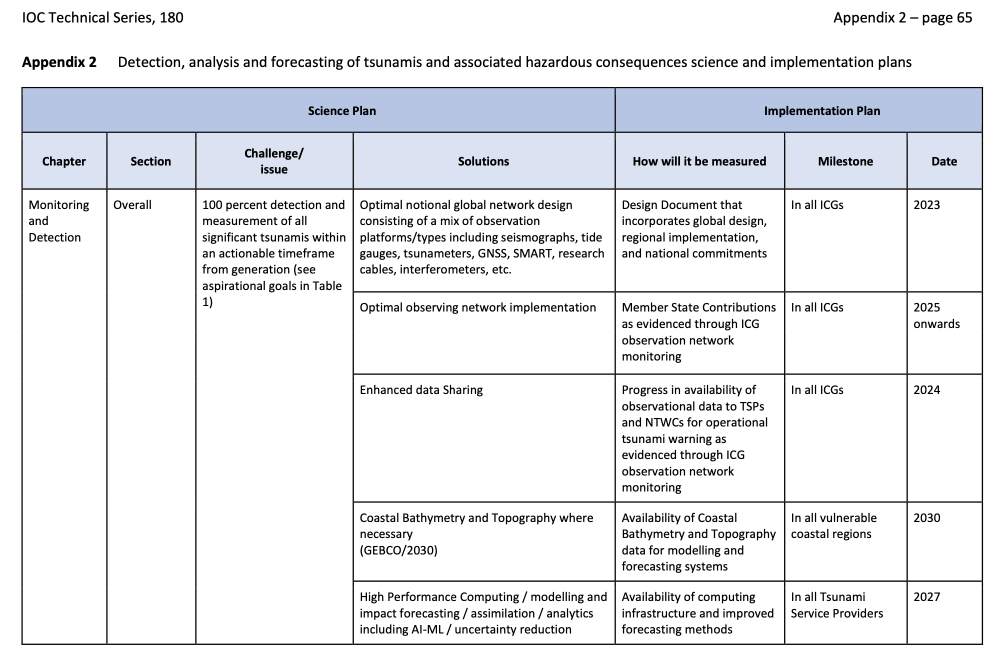 IOC Technical Series, 180
Appendix 2 – page 65
Appendix 2 Detection, analysis and forecasting of tsunamis and associated hazardous consequences science and implementation plans
Science Plan
Implementation Plan
Chapter
Section
Challenge/
issue
Solutions
How will it be measured
Milestone
Date
Monitoring
and
Detection
Overall
100 percent detection and
measurement of all
significant tsunamis within
an actionable timeframe
from generation (see
aspirational goals in Table
1)
Optimal notional global network design
consisting of a mix of observation
platforms/types including seismographs, tide
gauges, tsunameters, GNSS, SMART, research
cables, interferometers, etc.
Design Document that
incorporates global design,
regional implementation,
and national commitments
In all ICGs
2023
Optimal observing network implementation
Member State Contributions
as evidenced through ICG
observation network
monitoring
In all ICGs
2025
onwards
Enhanced data Sharing
Progress in availability of
observational data to TSPs
and NTWCs for operational
tsunami warning as
evidenced through ICG
observation network
monitoring
In all ICGs
2024
Coastal Bathymetry and Topography where
necessary
(GEBCO/2030)
Availability of Coastal
Bathymetry and Topography
data for modelling and
forecasting systems
In all vulnerable
coastal regions
2030
High Performance Computing / modelling and
impact forecasting / assimilation / analytics
including AI-ML / uncertainty reduction
Availability of computing
infrastructure and improved
forecasting methods
In all Tsunami
Service Providers
2027